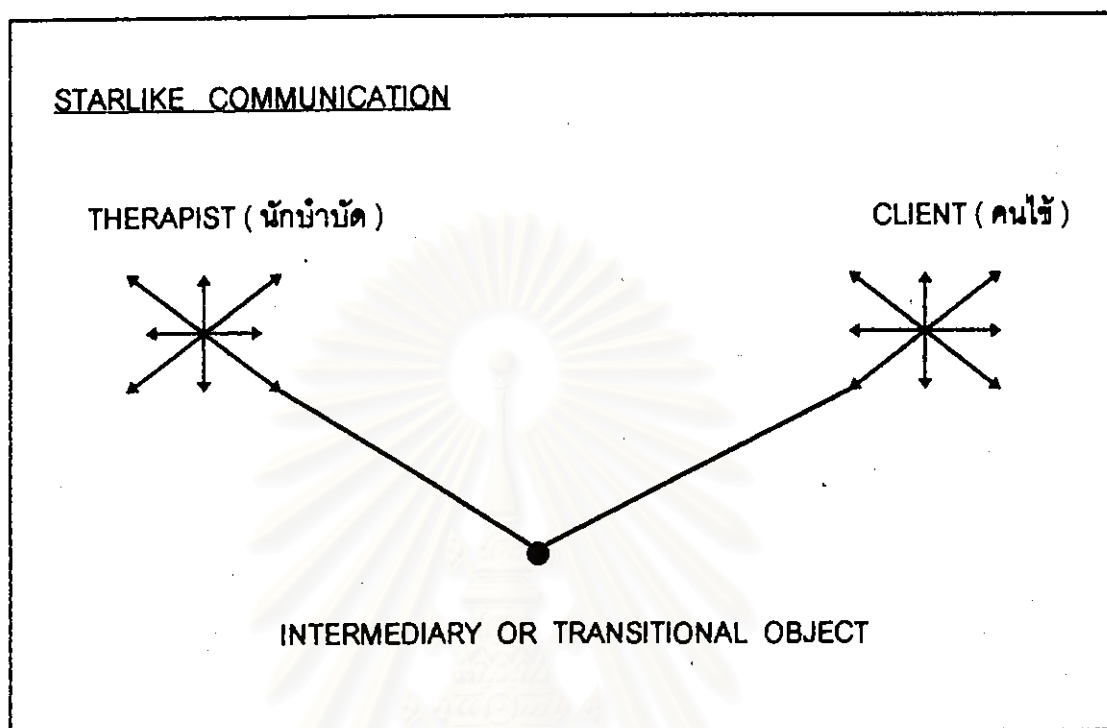 STARLIKE COMMUNICATION
THERAPIST ( นักบำบัด )
CLIENT ( คนไข้ )
INTERMEDIARY OR TRANSITIONAL OBJECT